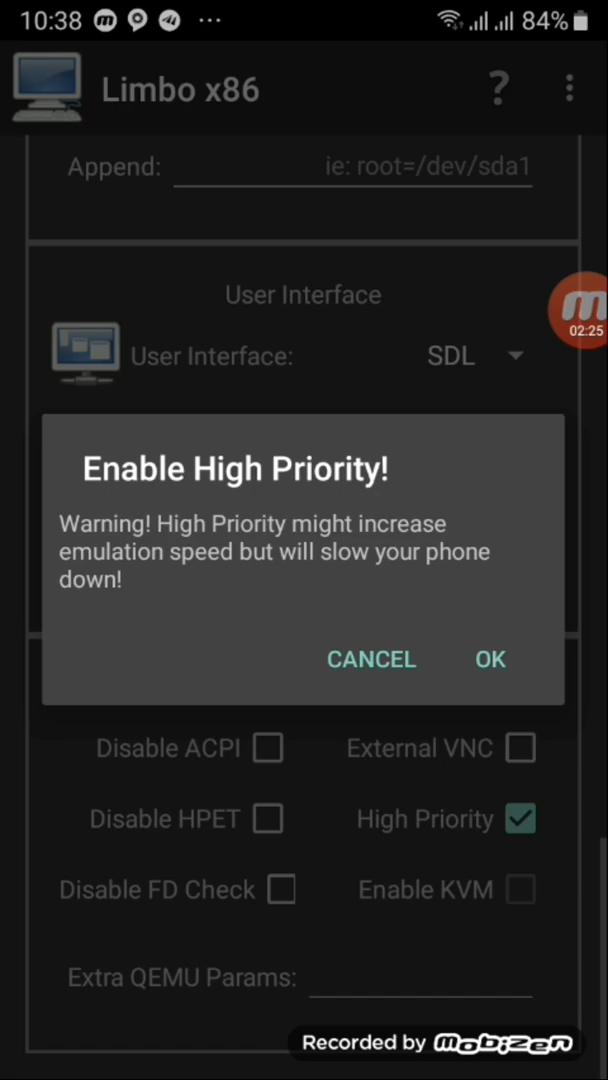 10:38 ··· 84%
Limbo x86 ?
Append: ie: root=/dev/sda1
User Interface
User Interface: SDL
02:25
Enable High Priority!
Warning! High Priority might increase
emulation speed but will slow your phone
down!
CANCEL OK
Disable ACPI External VNC
Disable HPET High Priority
Disable FD Check Enable KVM
Extra QEMU Params:
Recorded by mobizen